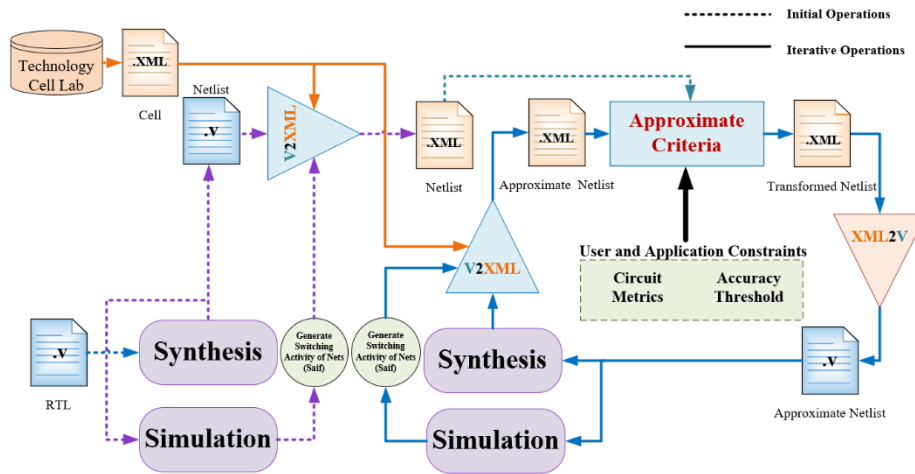 Initial Operations
Iterative Operations
Technology
Cell Lab
.XML
Cell
Netlist
.v
V2XML
.XML
Netlist
.XML
Approximate Netlist
Approximate
Criteria
.XML
Transformed Netlist
XML2V
User and Application Constraints
Circuit
Metrics
Accuracy
Threshold
V2XML
.v
RTL
Synthesis
Generate
Switching
Activity of Nets
(Saif)
Generate
Switching
Activity of Nets
(Saif)
Synthesis
.v
Approximate Netlist
Simulation
Simulation